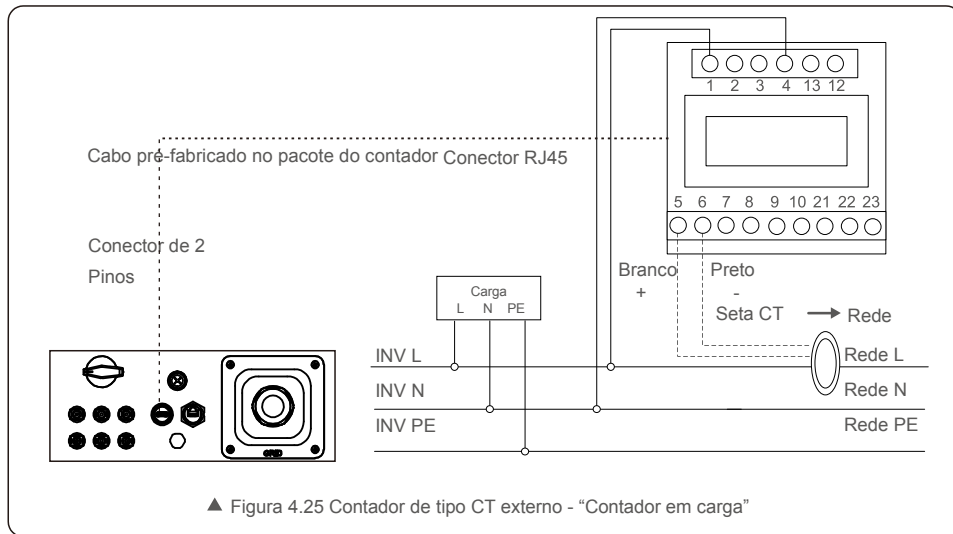 1 2 3 4 13 12
Cabo pré-fabricado no pacote do contador Conector RJ45
5 6 7 8 9 10 21 22 23
Conector de 2
Pinos
Branco Preto
+ -
Seta CT → Rede
Carga
L N PE
INV L Rede L
INV N Rede N
INV PE Rede PE
GRID
▲ Figura 4.25 Contador de tipo CT externo - “Contador em carga”